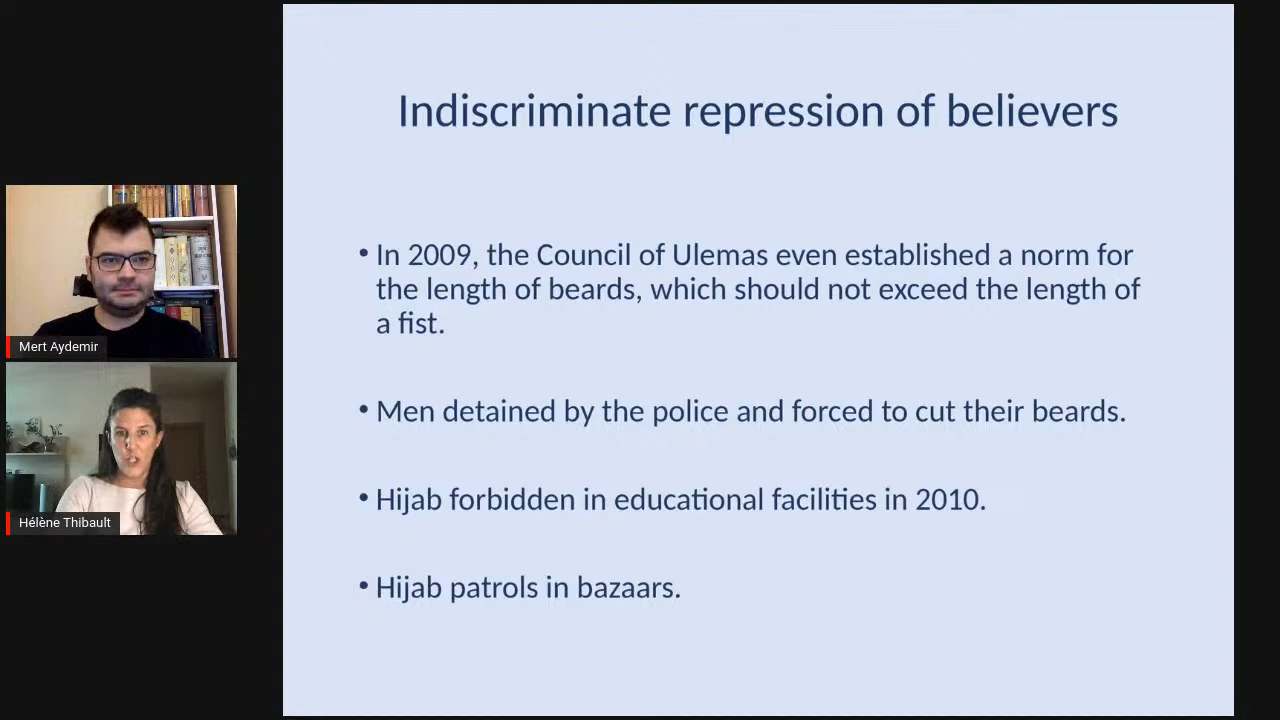 Indiscriminate repression of believers
• In 2009, the Council of Ulemas even established a norm for
the length of beards, which should not exceed the length of
a fist.
• Men detained by the police and forced to cut their beards.
• Hijab forbidden in educational facilities in 2010.
• Hijab patrols in bazaars.
Mert Aydemir
Hélène Thibault